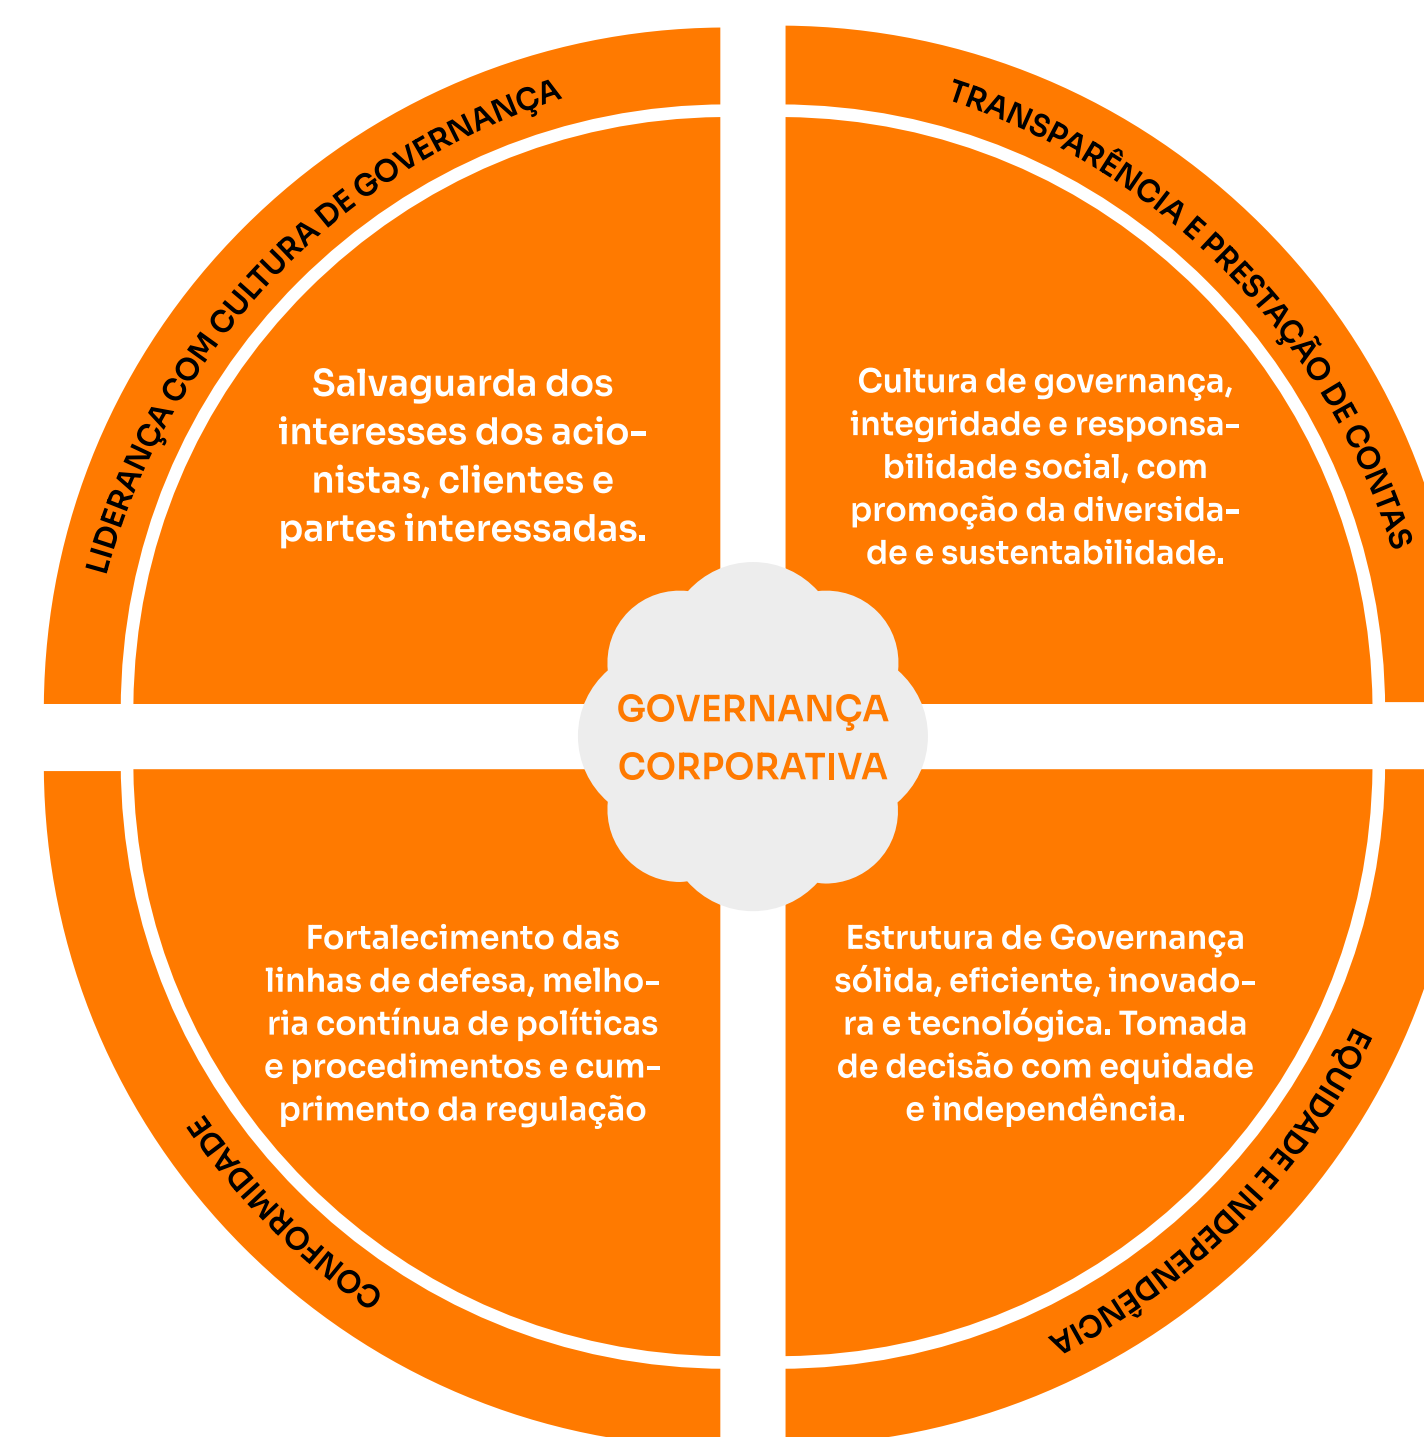 LIDERANÇA COM CULTURA DE GOVERNANÇA
Salvaguarda dos
interesses dos acio-
nistas, clientes e
partes interessadas.
TRANSPARÊNCIA E PRESTAÇÃO DE CONTAS
Cultura de governança,
integridade e responsa-
bilidade social, com
promoção da diversida-
de e sustentabilidade.
GOVERNANÇA
CORPORATIVA
Fortalecimento das
linhas de defesa, melho-
ria contínua de políticas
e procedimentos e cum-
primento da regulação
CONFORMIDADE
Estrutura de Governança
sólida, eficiente, inovado-
ra e tecnológica. Tomada
de decisão com equidade
e independência.
EQUIDADE E INDEPENDÊNCIA